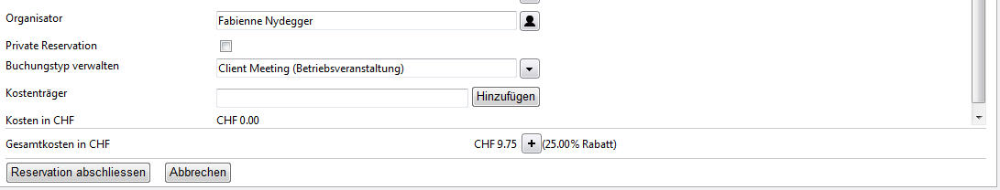 Organisator Fabienne Nydegger
Private Reservation
Buchungstyp verwalten Client Meeting (Betriebsveranstaltung)
Kostenträger Hinzufügen
Kosten in CHF CHF 0.00
Gesamtkosten in CHF CHF 9.75 + (25.00% Rabatt)
Reservation abschliessen Abbrechen